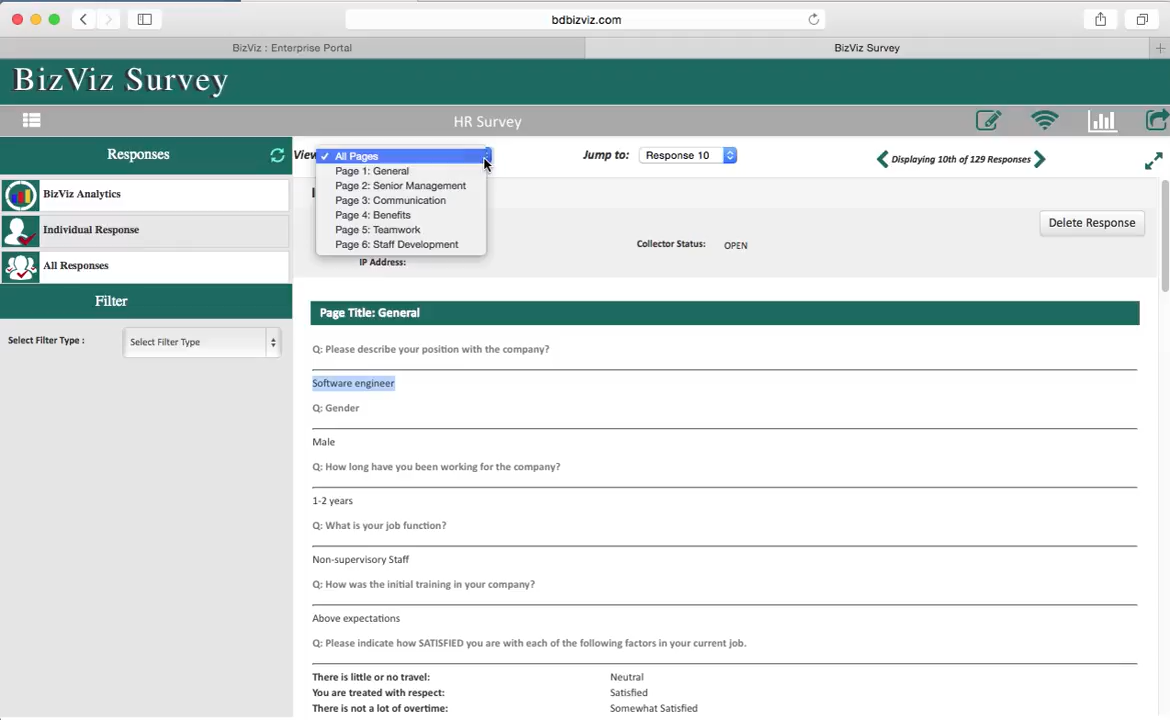 bdbizviz.com
BizViz : Enterprise Portal
BizViz Survey
BizViz Survey
HR Survey
Responses
View
All Pages
Page 1: General
Page 2: Senior Management
Page 3: Communication
Page 4: Benefits
Page 5: Teamwork
Page 6: Staff Development
Jump to:
Response 10
Displaying 10th of 129 Responses
BizViz Analytics
Individual Response
All Responses
Filter
Select Filter Type :
Select Filter Type
Delete Response
Collector Status:
OPEN
IP Address:
Page Title: General
Q: Please describe your position with the company?
Software engineer
Q: Gender
Male
Q: How long have you been working for the company?
1-2 years
Q: What is your job function?
Non-supervisory Staff
Q: How was the initial training in your company?
Above expectations
Q: Please indicate how SATISFIED you are with each of the following factors in your current job.
There is little or no travel: Neutral
You are treated with respect: Satisfied
There is not a lot of overtime: Somewhat Satisfied